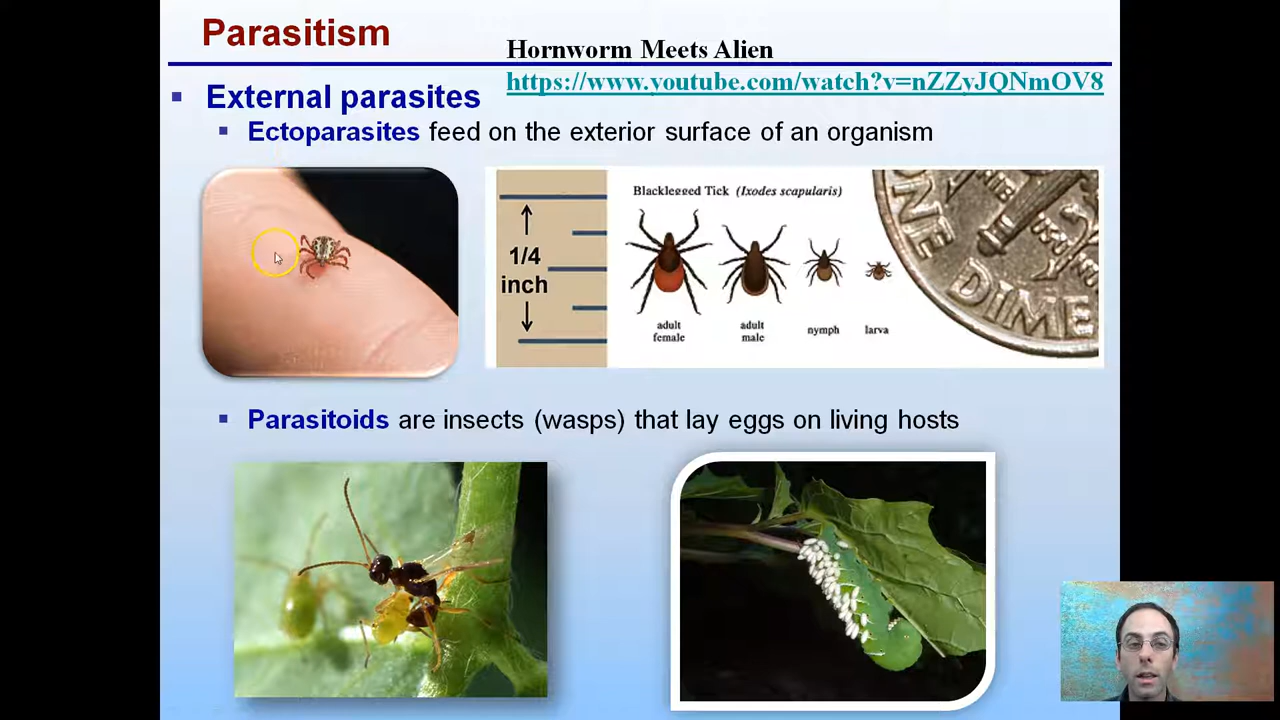 Parasitism
Hornworm Meets Alien
https://www.youtube.com/watch?v=nZZyJQNmOV8
External parasites
Ectoparasites feed on the exterior surface of an organism
1/4
inch
Blacklegged Tick (Ixodes scapularis)
adult
female
adult
male
nymph
larva
ONE
DIME
Parasitoids are insects (wasps) that lay eggs on living hosts